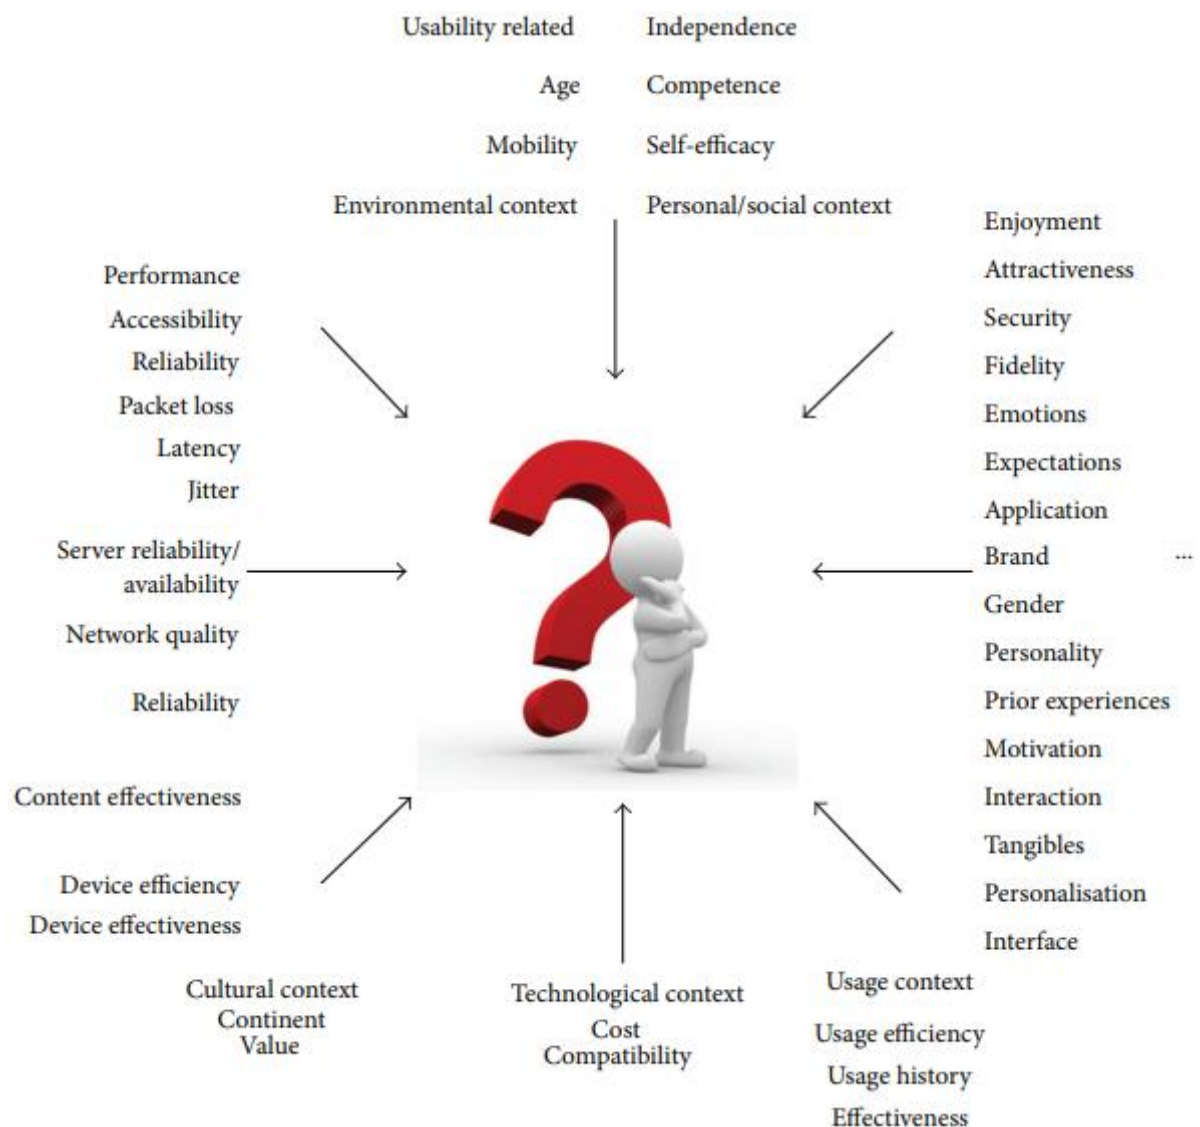 Usability related
Independence
Age
Competence
Mobility
Self-efficacy
Environmental context
Personal/social context
Performance
Accessibility
Reliability
Packet loss
Latency
Jitter
Server reliability/
availability
Network quality
Reliability
Content effectiveness
Device efficiency
Device effectiveness
Enjoyment
Attractiveness
Security
Fidelity
Emotions
Expectations
Application
Brand
...
Gender
Personality
Prior experiences
Motivation
Interaction
Tangibles
Personalisation
Interface
Cultural context
Continent
Value
Technological context
Cost
Compatibility
Usage context
Usage efficiency
Usage history
Effectiveness